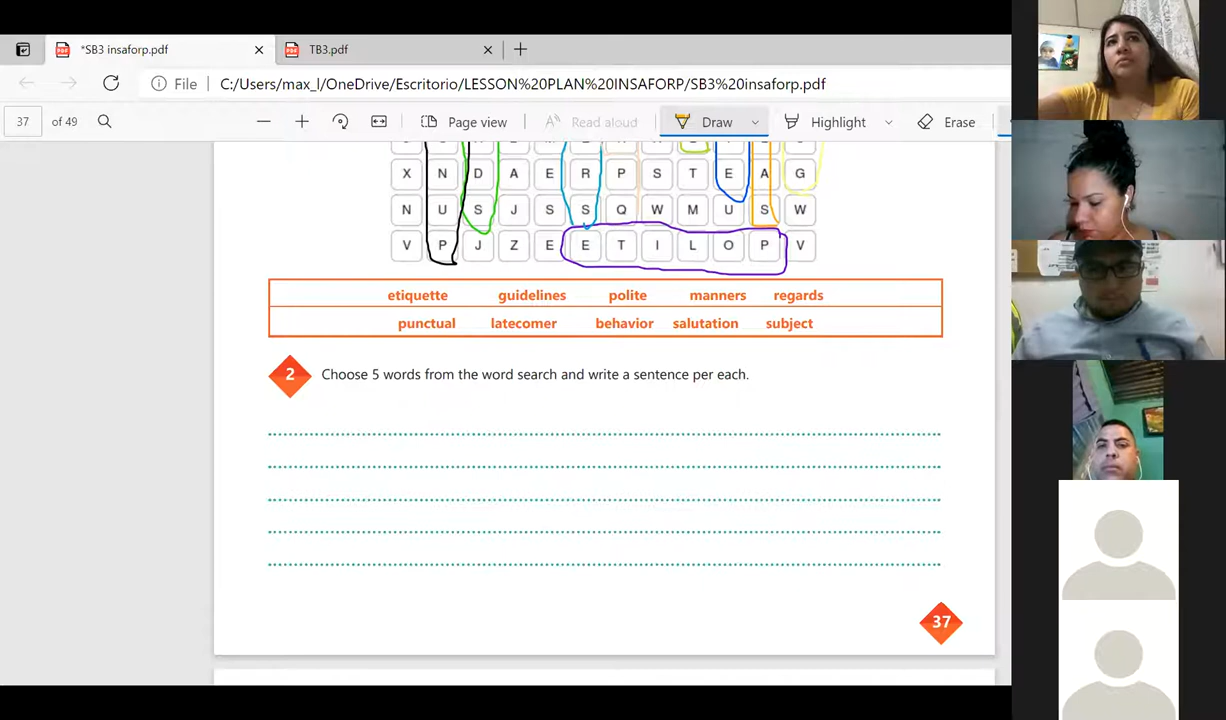 *SB3 insaforp.pdf
TB3.pdf
File C:/Users/max_l/OneDrive/Escritorio/LESSON%20PLAN%20INSAFORP/SB3%20insaforp.pdf
37 of 49 Page view Read aloud Draw Highlight Erase
X N D A E R P S T E A G
N U S J S S Q W M U S W
V P J Z E E T I L O P V
etiquette guidelines polite manners regards
punctual latecomer behavior salutation subject
2 Choose 5 words from the word search and write a sentence per each.
37